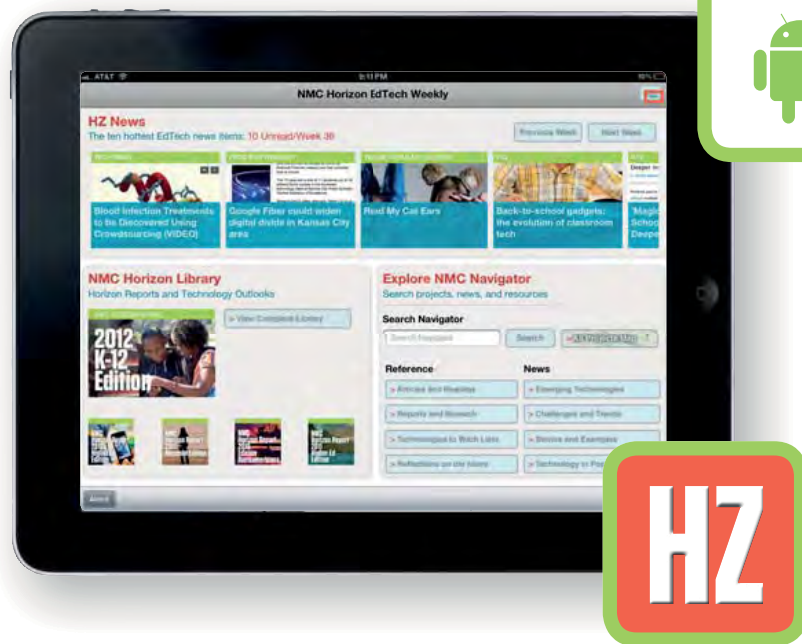 AT&T
9:11 PM
NMC Horizon EdTech Weekly
HZ News
The ten hottest EdTech news items: 10 Unread/Week 36
Previous Week
Next Week
Blood Infection Treatments
to Be Discovered Using
Crowdsourcing (VIDEO)
Google Fiber could widen
digital divide in Kansas City
area
Read My Cat Ears
Back-to-school gadgets:
the evolution of classroom
tech
NMC Horizon Library
Horizon Reports and Technology Outlooks
> View Complete Library
2012
K-12
Edition
Explore NMC Navigator
Search projects, news, and resources
Search Navigator
Search Navigator
Search
Reference
News
> Articles and Readings
> Emerging Technologies
> Reports and Research
> Challenges and Trends
> Technologies to Watch Lists
> Stories and Examples
> Reflections on the Future
> Technology in
About
HZ